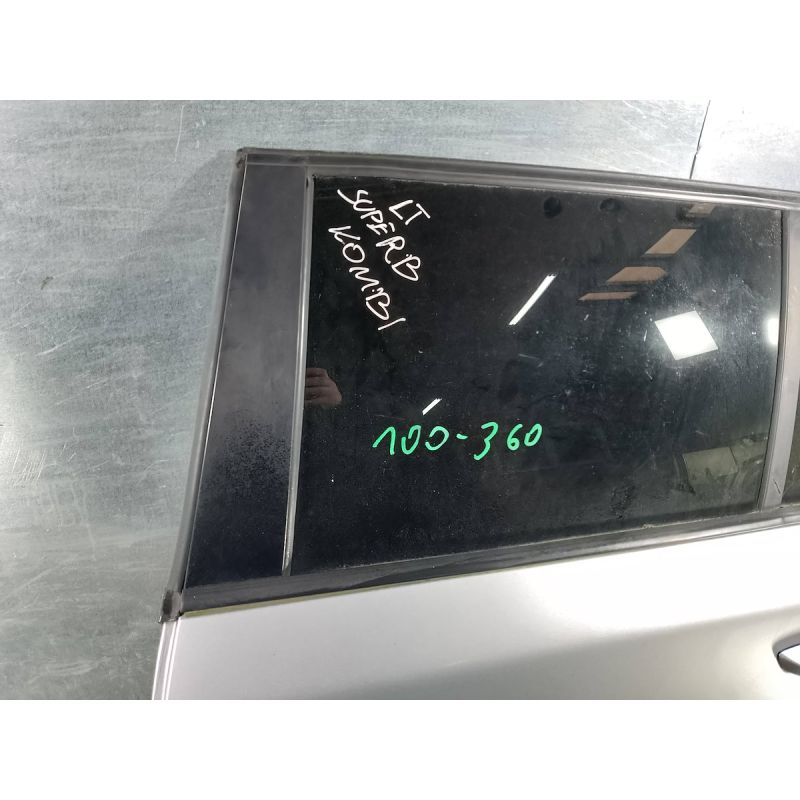 LT
SUPERB
KOMBI
100-360